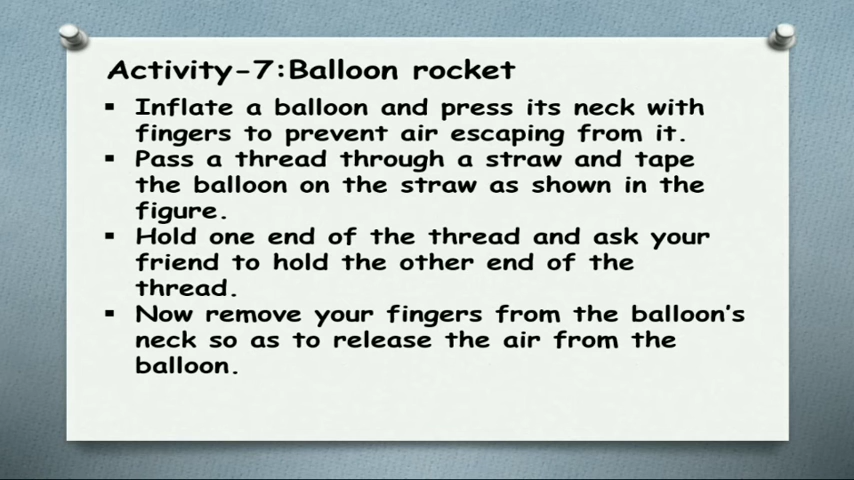 Activity-7:Balloon rocket
▪ Inflate a balloon and press its neck with
fingers to prevent air escaping from it.
▪ Pass a thread through a straw and tape
the balloon on the straw as shown in the
figure.
▪ Hold one end of the thread and ask your
friend to hold the other end of the
thread.
▪ Now remove your fingers from the balloon's
neck so as to release the air from the
balloon.